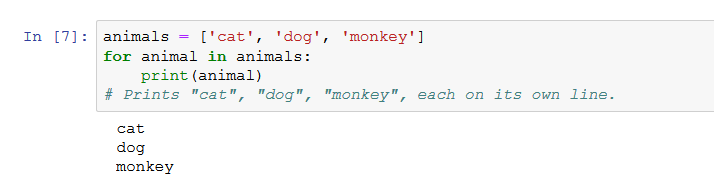 In [7]: animals = ['cat', 'dog', 'monkey']
for animal in animals:
    print(animal)
# Prints "cat", "dog", "monkey", each on its own line.
cat
dog
monkey